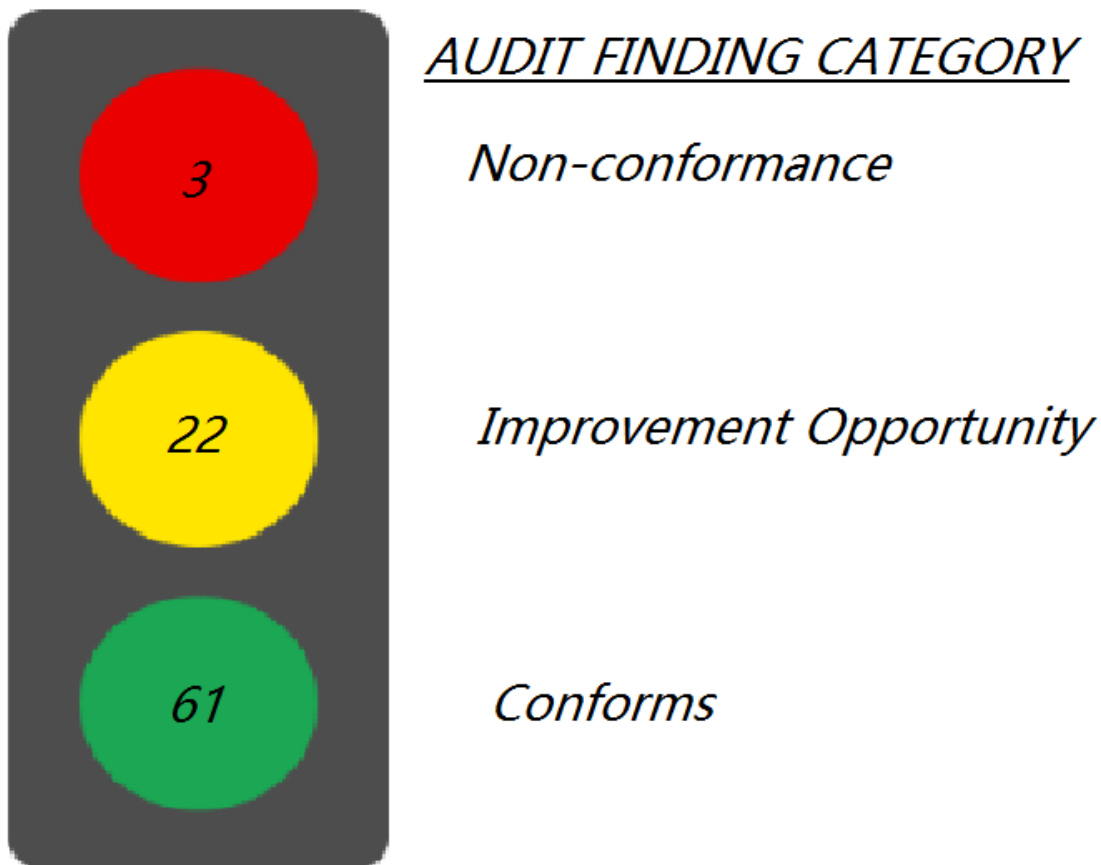 AUDIT FINDING CATEGORY
3 Non-conformance
22 Improvement Opportunity
61 Conforms